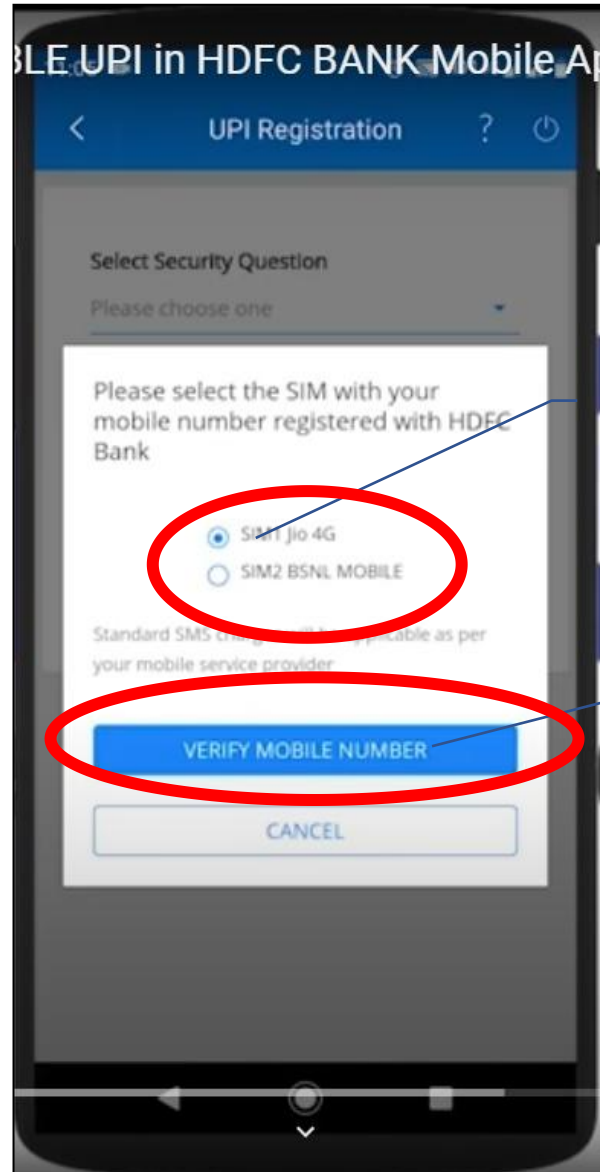 BLE UPI in HDFC BANK Mobile Ap
UPI Registration ?
Select Security Question
Please choose one
Please select the SIM with your
mobile number registered with HDFC
Bank
SIM1 Jio 4G
SIM2 BSNL MOBILE
Standard SMS charges will be applicable as per
your mobile service provider
VERIFY MOBILE NUMBER
CANCEL